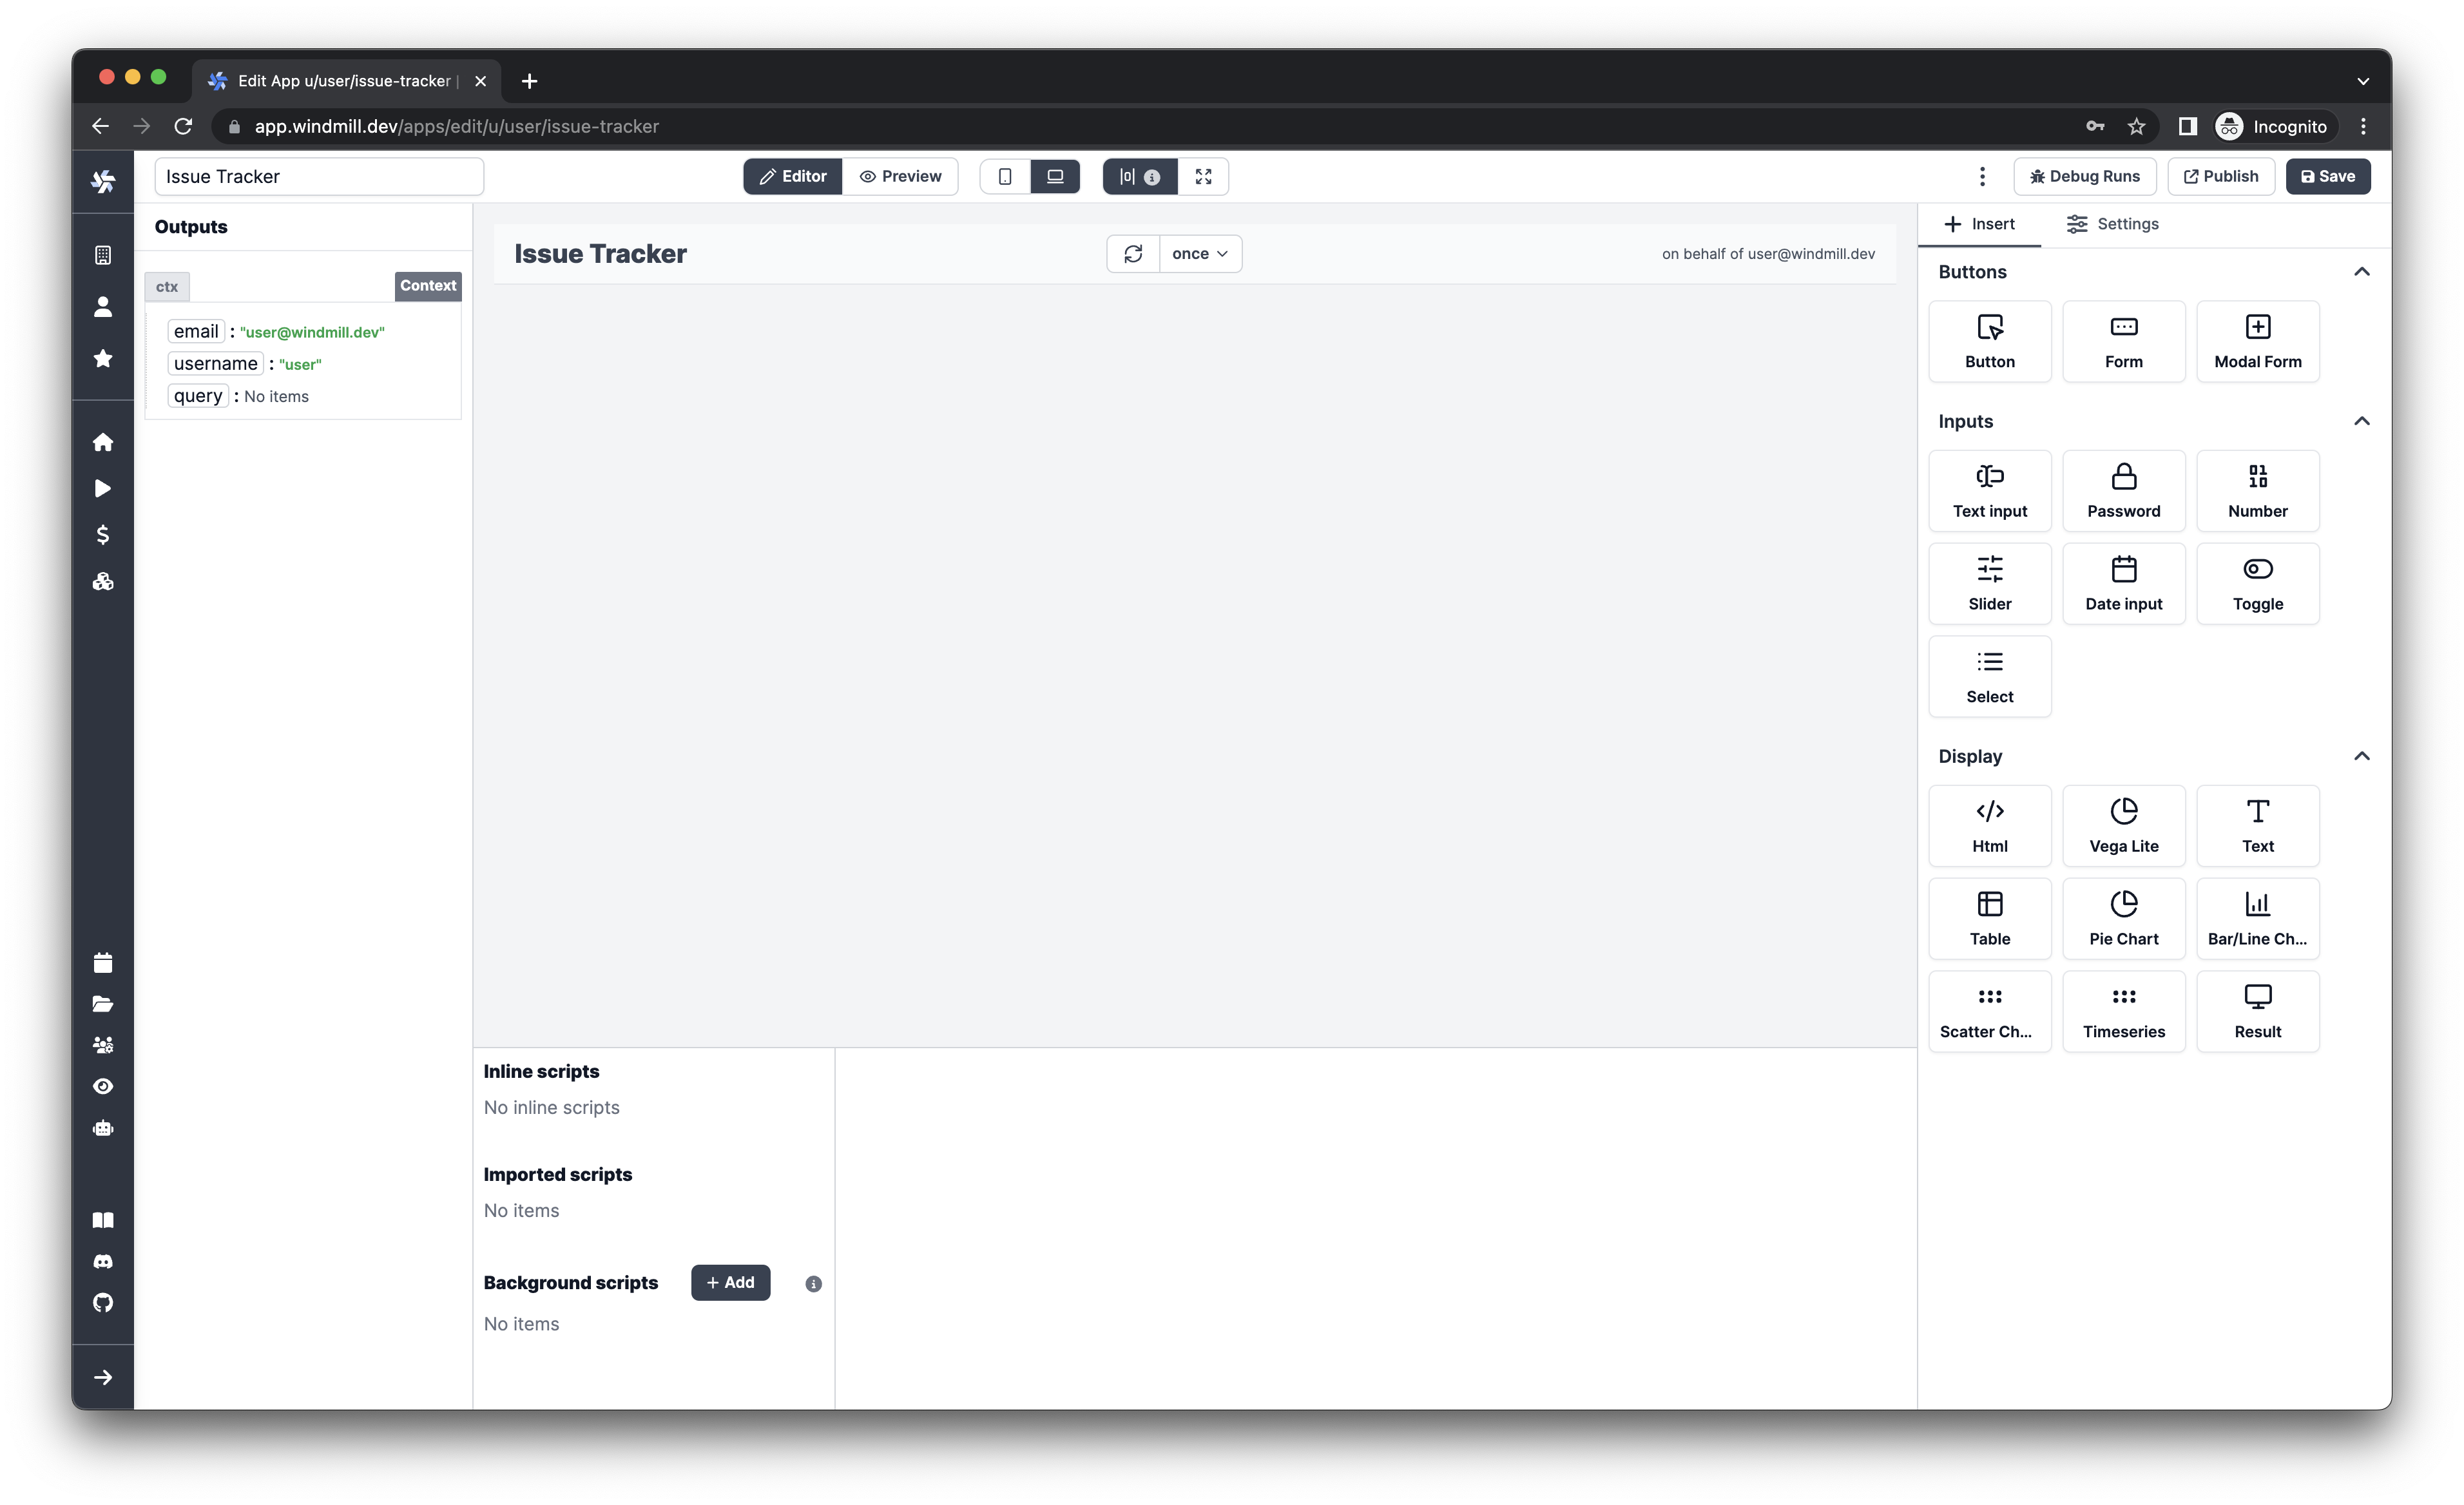 Edit App u/user/issue-tracker |
app.windmill.dev/apps/edit/u/user/issue-tracker
Incognito
Issue Tracker
Editor
Preview
Debug Runs
Publish
Save
Outputs
ctx
Context
email : "user@windmill.dev"
username : "user"
query : No items
Issue Tracker
once
on behalf of user@windmill.dev
Inline scripts
No inline scripts
Imported scripts
No items
Background scripts
+ Add
No items
Insert
Settings
Buttons
Button
Form
Modal Form
Inputs
Text input
Password
Number
Slider
Date input
Toggle
Select
Display
Html
Vega Lite
Text
Table
Pie Chart
Bar/Line Ch...
Scatter Ch...
Timeseries
Result